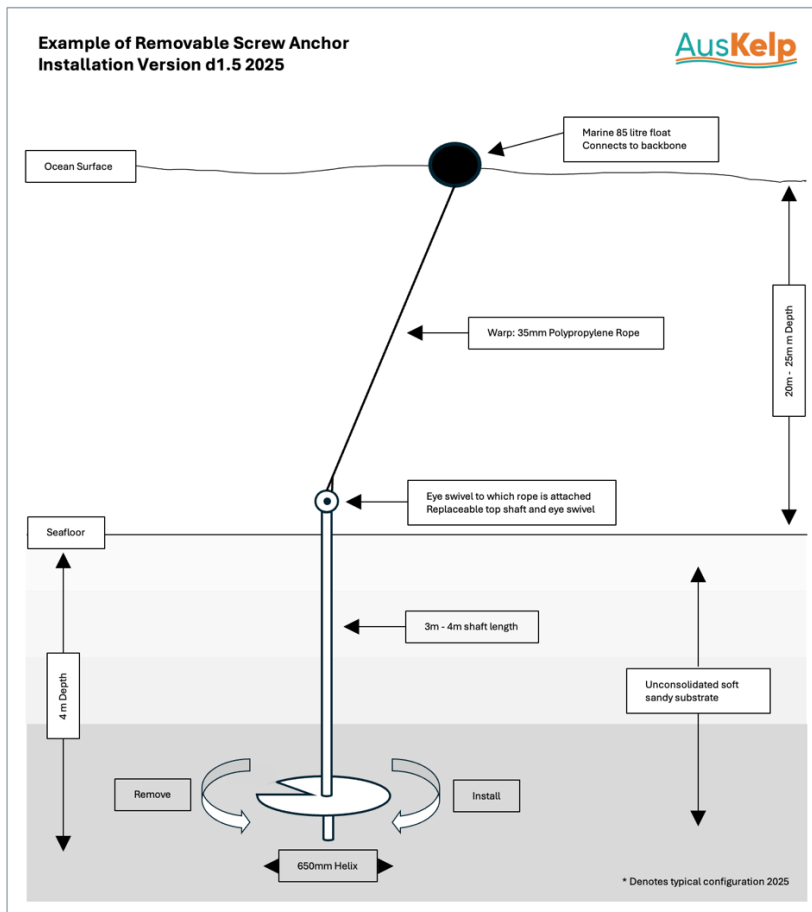 Example of Removable Screw Anchor
Installation Version d1.5 2025
AusKelp
Marine 85 litre float
Connects to backbone
Ocean Surface
20m - 25m m Depth
Warp: 35mm Polypropylene Rope
Eye swivel to which rope is attached
Replaceable top shaft and eye swivel
Seafloor
3m - 4m shaft length
4 m Depth
Unconsolidated soft
sandy substrate
Remove
Install
650mm Helix
* Denotes typical configuration 2025